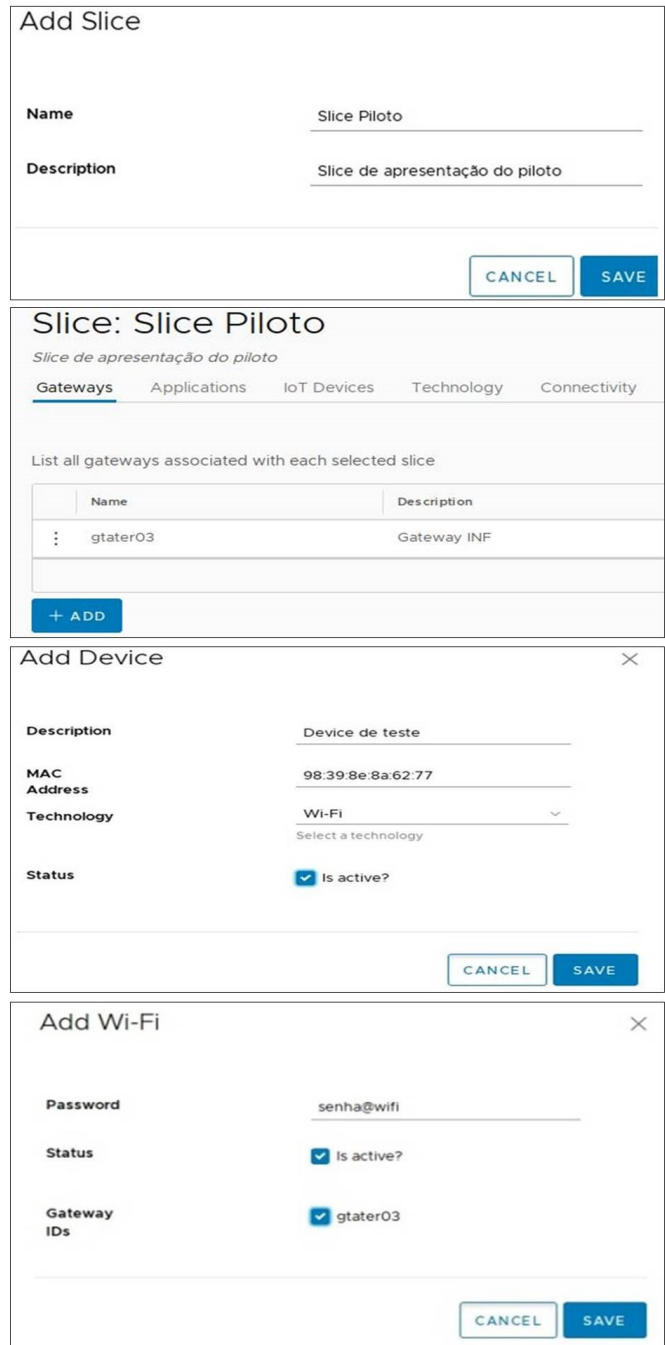 Add Slice
Name Slice Piloto
Description Slice de apresentação do piloto
CANCEL SAVE
Slice: Slice Piloto
Slice de apresentação do piloto
Gateways Applications IoT Devices Technology Connectivity
List all gateways associated with each selected slice
Name Description
gtater03 Gateway INF
+ ADD
Add Device
Description Device de teste
MAC Address 98:39:8e:8a:62:77
Technology Wi-Fi
Select a technology
Status Is active?
CANCEL SAVE
Add Wi-Fi
Password senha@wifi
Status Is active?
Gateway IDs gtater03
CANCEL SAVE